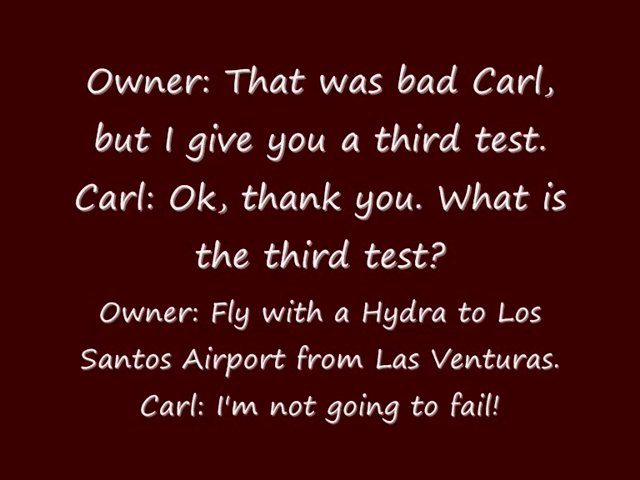 Owner: That was bad Carl,
but I give you a third test.
Carl: Ok, thank you. What is
the third test?
Owner: Fly with a Hydra to Los
Santos Airport from Las Venturas.
Carl: I'm not going to fail!